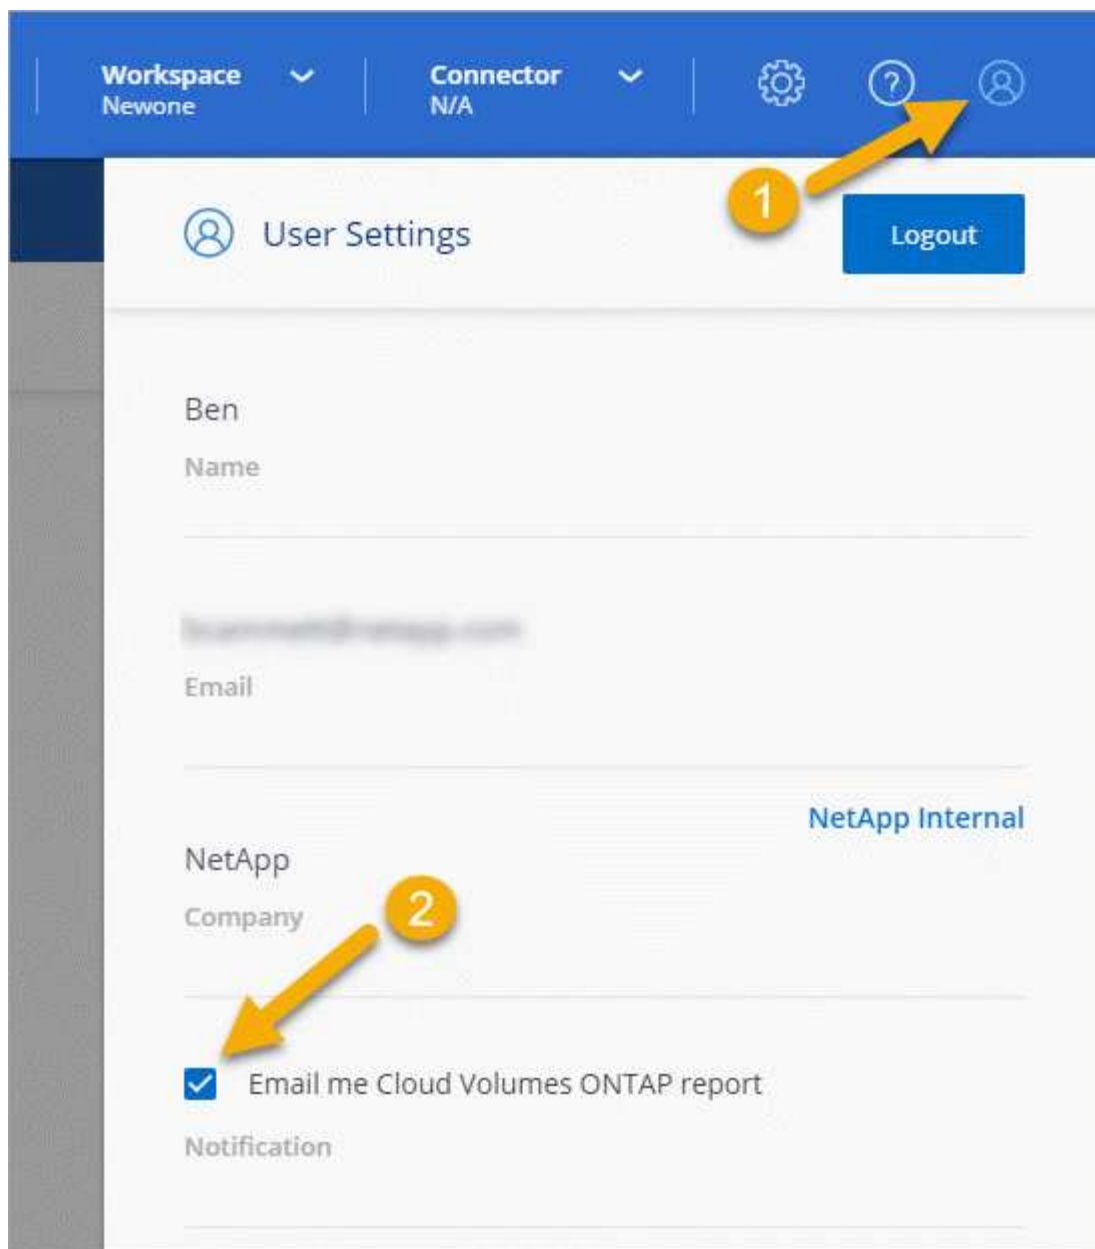 Workspace
Newone
Connector
N/A
?
1
User Settings
Logout
Ben
Name
Email
NetApp Internal
NetApp
Company
2
Email me Cloud Volumes ONTAP report
Notification